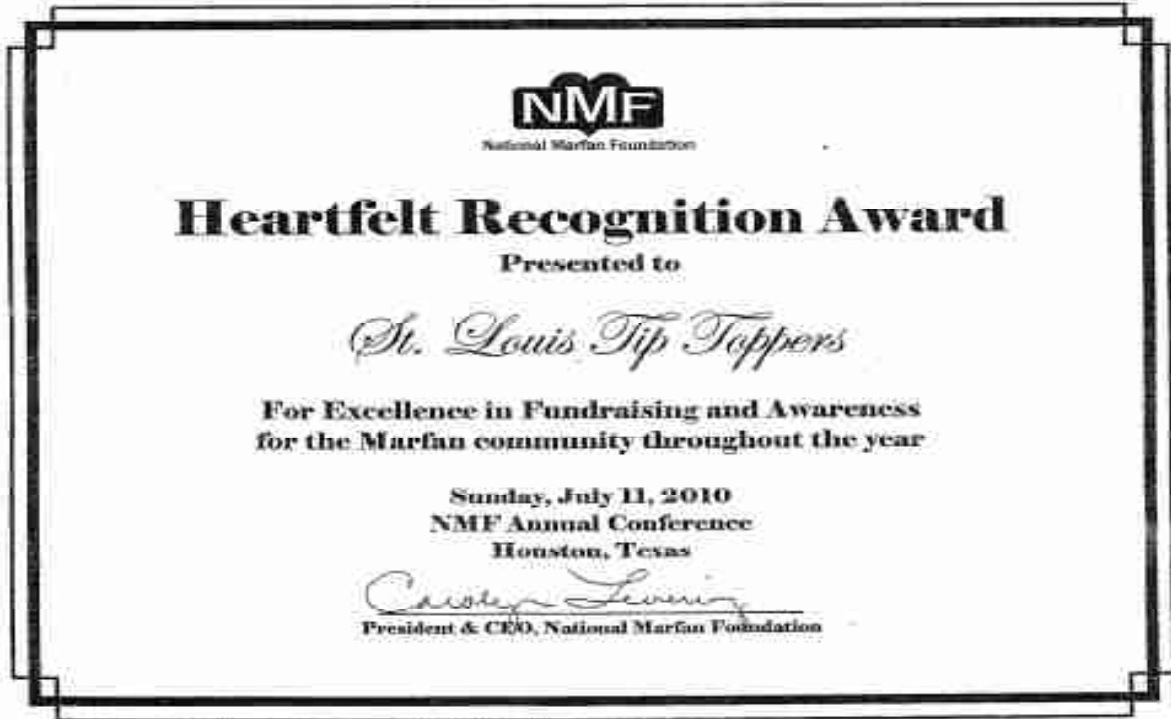 NMF
National Marfan Foundation
Heartfelt Recognition Award
Presented to
St. Louis Tip Toppers
For Excellence in Fundraising and Awareness
for the Marfan community throughout the year
Sunday, July 11, 2010
NMF Annual Conference
Houston, Texas
Carolyn Levering
President & CEO, National Marfan Foundation